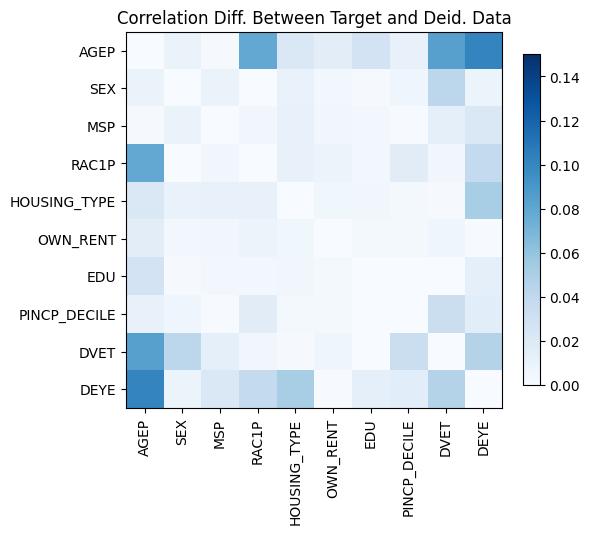 Correlation Diff. Between Target and Deid. Data
AGEP
SEX
MSP
RAC1P
HOUSING_TYPE
OWN_RENT
EDU
PINCP_DECILE
DVET
DEYE
AGEP
SEX
MSP
RAC1P
HOUSING_TYPE
OWN_RENT
EDU
PINCP_DECILE
DVET
DEYE
0.14
0.12
0.10
0.08
0.06
0.04
0.02
0.00